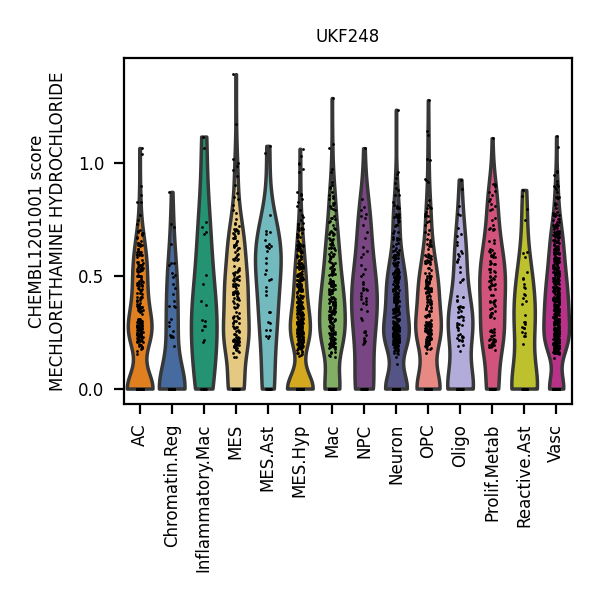 UKF248
CHEMBL1201001 score
MECHLORETHAMINE HYDROCHLORIDE
1.0
0.5
0.0
AC
Chromatin.Reg
Inflammatory.Mac
MES
MES.Ast
MES.Hyp
Mac
NPC
Neuron
OPC
Oligo
Prolif.Metab
Reactive.Ast
Vasc